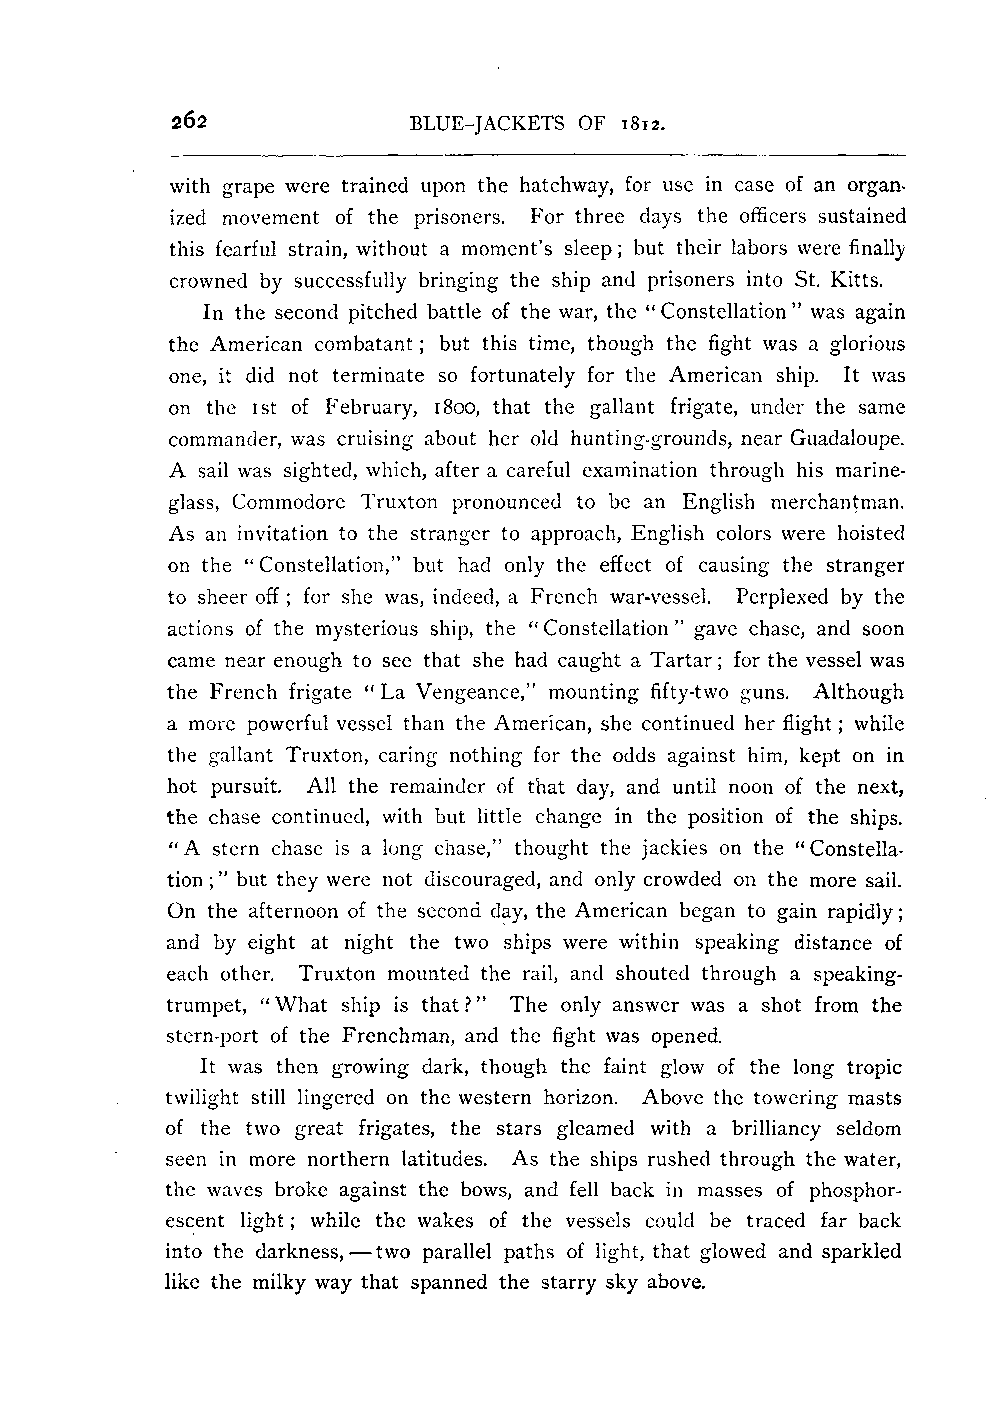 262 BLUE-JACKETS OF 1812.
with grape were trained upon the hatchway, for use in case of an organ-
ized movement of the prisoners. For three days the officers sustained
this fearful strain, without a moment's sleep; but their labors were finally
crowned by successfully bringing the ship and prisoners into St. Kitts.
In the second pitched battle of the war, the "Constellation" was again
the American combatant; but this time, though the fight was a glorious
one, it did not terminate so fortunately for the American ship. It was
on the 1st of February, 1800, that the gallant frigate, under the same
commander, was cruising about her old hunting-grounds, near Guadaloupe.
A sail was sighted, which, after a careful examination through his marine-
glass, Commodore Truxton pronounced to be an English merchantman.
As an invitation to the stranger to approach, English colors were hoisted
on the "Constellation," but had only the effect of causing the stranger
to sheer off; for she was, indeed, a French war-vessel. Perplexed by the
actions of the mysterious ship, the "Constellation" gave chase, and soon
came near enough to see that she had caught a Tartar; for the vessel was
the French frigate "La Vengeance," mounting fifty-two guns. Although
a more powerful vessel than the American, she continued her flight; while
the gallant Truxton, caring nothing for the odds against him, kept on in
hot pursuit. All the remainder of that day, and until noon of the next,
the chase continued, with but little change in the position of the ships.
"A stern chase is a long chase," thought the jackies on the "Constella-
tion;" but they were not discouraged, and only crowded on the more sail.
On the afternoon of the second day, the American began to gain rapidly;
and by eight at night the two ships were within speaking distance of
each other. Truxton mounted the rail, and shouted through a speaking-
trumpet, "What ship is that?" The only answer was a shot from the
stern-port of the Frenchman, and the fight was opened.
It was then growing dark, though the faint glow of the long tropic
twilight still lingered on the western horizon. Above the towering masts
of the two great frigates, the stars gleamed with a brilliancy seldom
seen in more northern latitudes. As the ships rushed through the water,
the waves broke against the bows, and fell back in masses of phosphor-
escent light; while the wakes of the vessels could be traced far back
into the darkness,—two parallel paths of light, that glowed and sparkled
like the milky way that spanned the starry sky above.